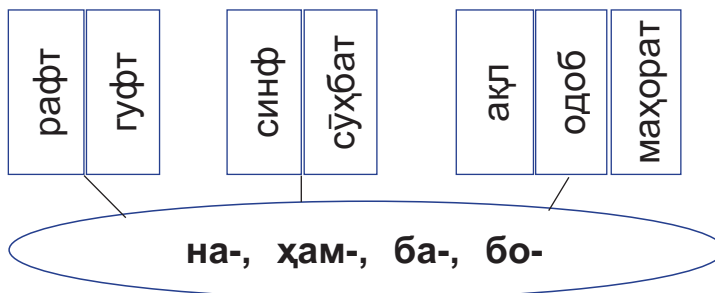 рафт
гуфт
синф
сӯҳбат
ақл
одоб
маҳорат
на-, ҳам-, ба-, бо-